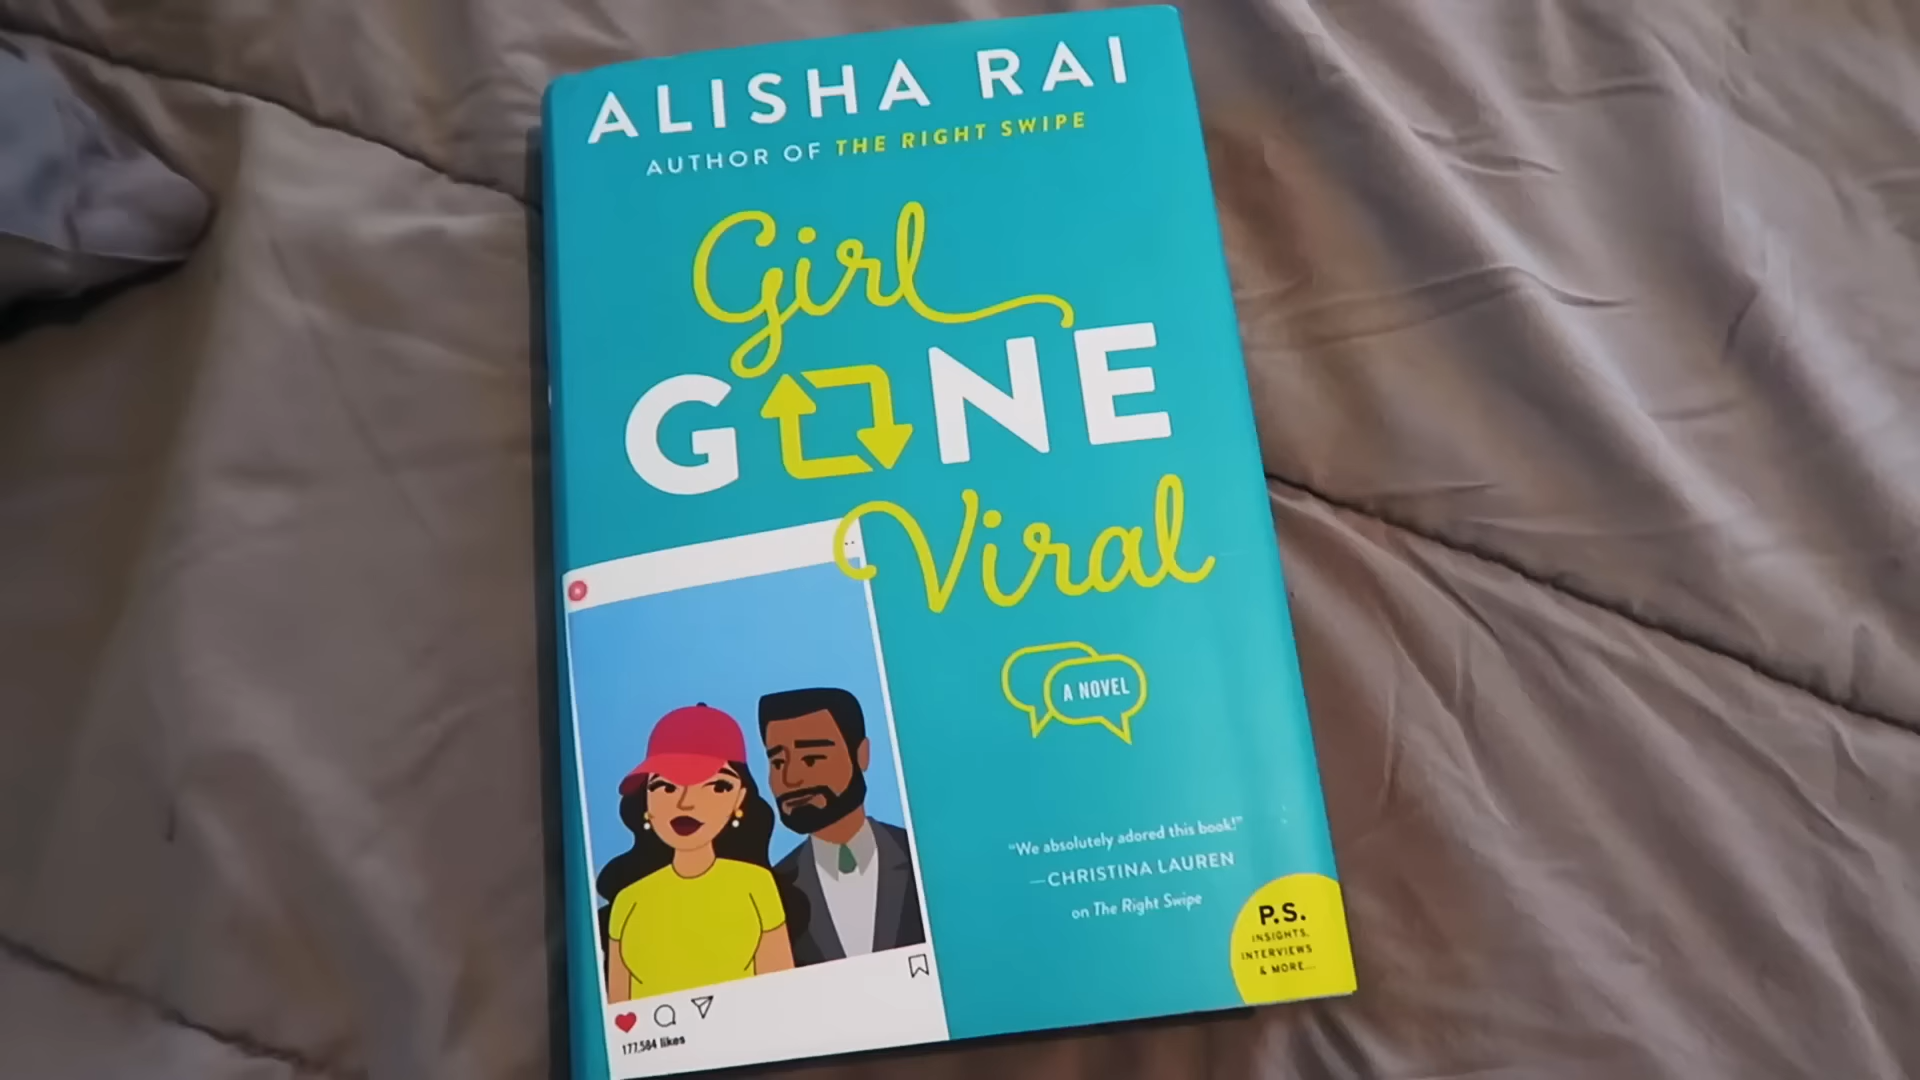 ALISHA RAI
AUTHOR OF THE RIGHT SWIPE
Girl
GONE
Viral
A NOVEL
"We absolutely adored this book!"
—CHRISTINA LAUREN
on The Right Swipe
P.S.
INSIGHTS,
INTERVIEWS
& MORE...
177,584 likes